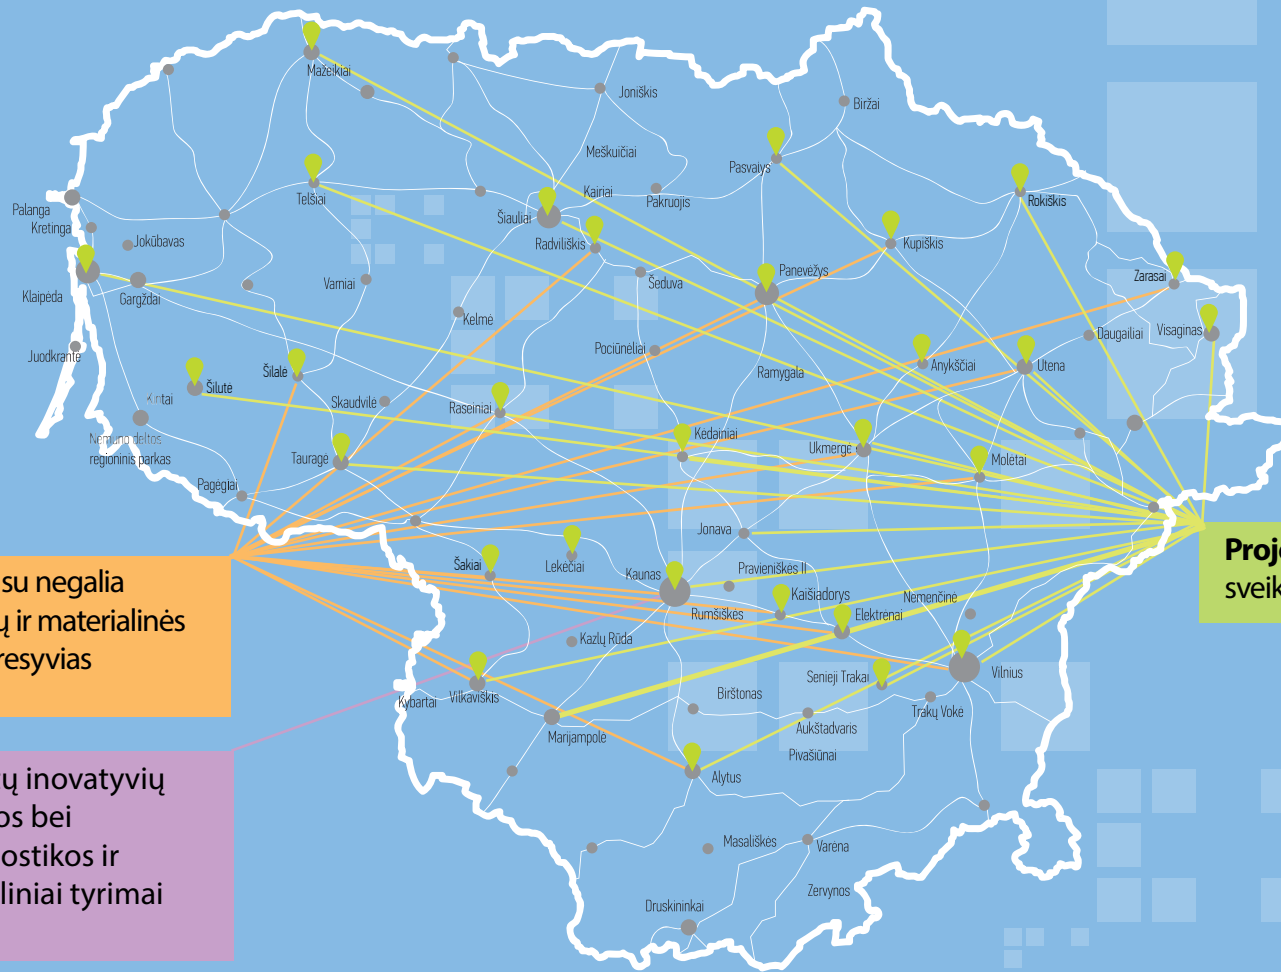 Mažeikiai
Joniškis
Biržai
Meškuičiai
Pasvalys
Telšiai
Kairiai
Pakruojis
Rokiškis
Palanga
Kretinga
Šiauliai
Radviliškis
Kupiškis
Jokūbavas
Panevėžys
Zarasai
Klaipėda
Gargždai
Varniai
Šeduva
Kelmė
Daugailiai
Visaginas
Juodkrantė
Pociūnėliai
Anykščiai
Utena
Šilalė
Ramygala
Šilutė
Skaudvilė
Raseiniai
Kėdainiai
Nemuno deltos
regioninis parkas
Tauragė
Ukmergė
Molėtai
Pagėgiai
Jonava
Šakiai
Lekėčiai
Kaunas
Pravieniškės II
Kaišiadorys
Nemenčinė
Rumšiškės
Elektrėnai
Kazlų Rūda
Senieji Trakai
Vilnius
Kybartai
Vilkaviškis
Birštonas
Trakų Vokė
Marijampolė
Aukštadvaris
Pivašiūnai
Alytus
Masališkės
Varėna
Zervynos
Druskininkai
su negalia
ų ir materialinės
resyvias
tų inovatyvių
os bei
ostikos ir
liniai tyrimai
Proj
sveik